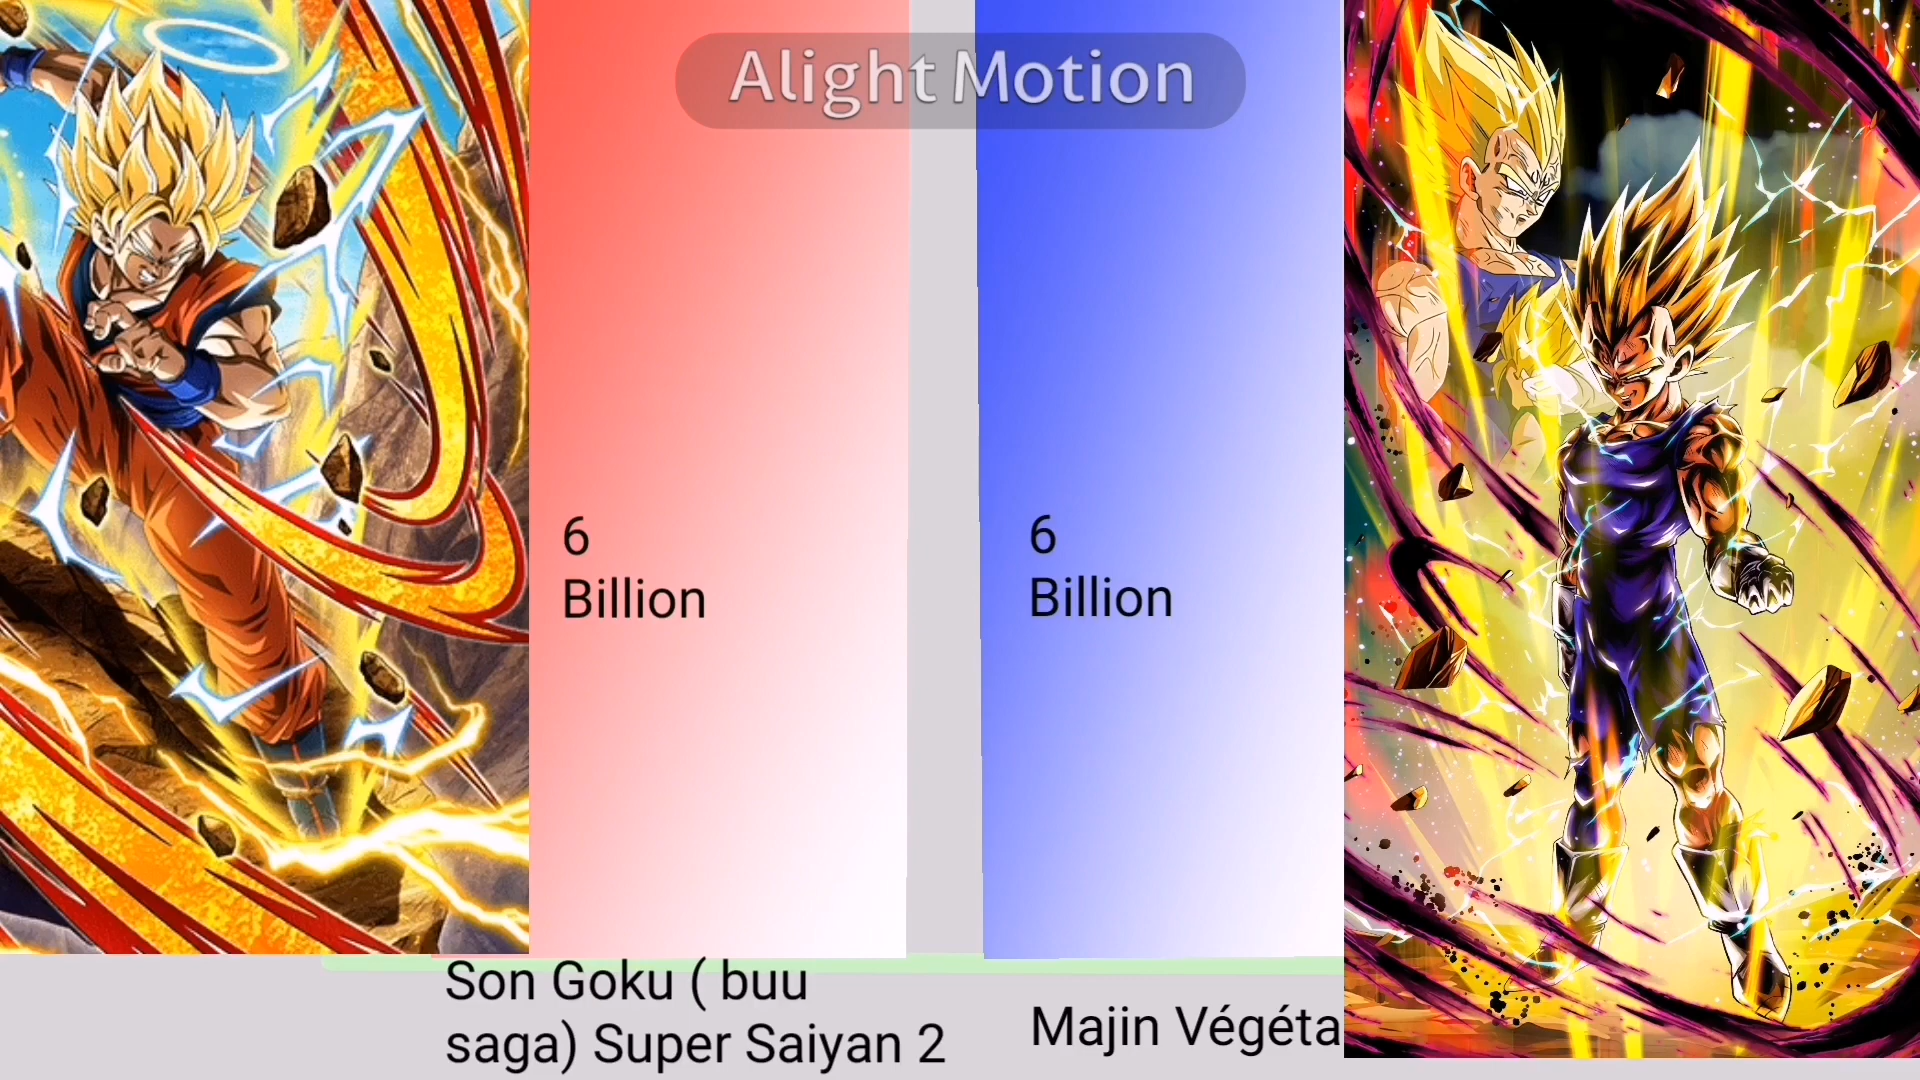 Alight Motion
6
Billion
6
Billion
Son Goku ( buu
saga) Super Saiyan 2
Majin Végéta